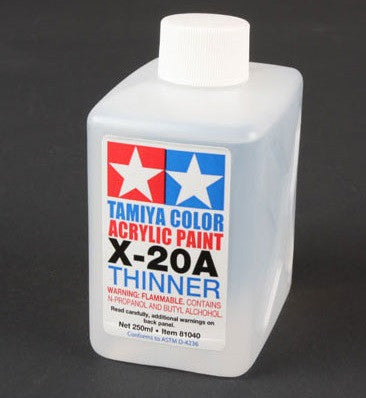 TAMIYA COLOR
ACRYLIC PAINT
X-20A
THINNER
WARNING: FLAMMABLE. CONTAINS
N-PROPANOL AND BUTYL ALCHOHOL.
Read carefully, additional warnings on
back panel.
Net 250ml • Item 81040
Conforms to ASTM D-4236